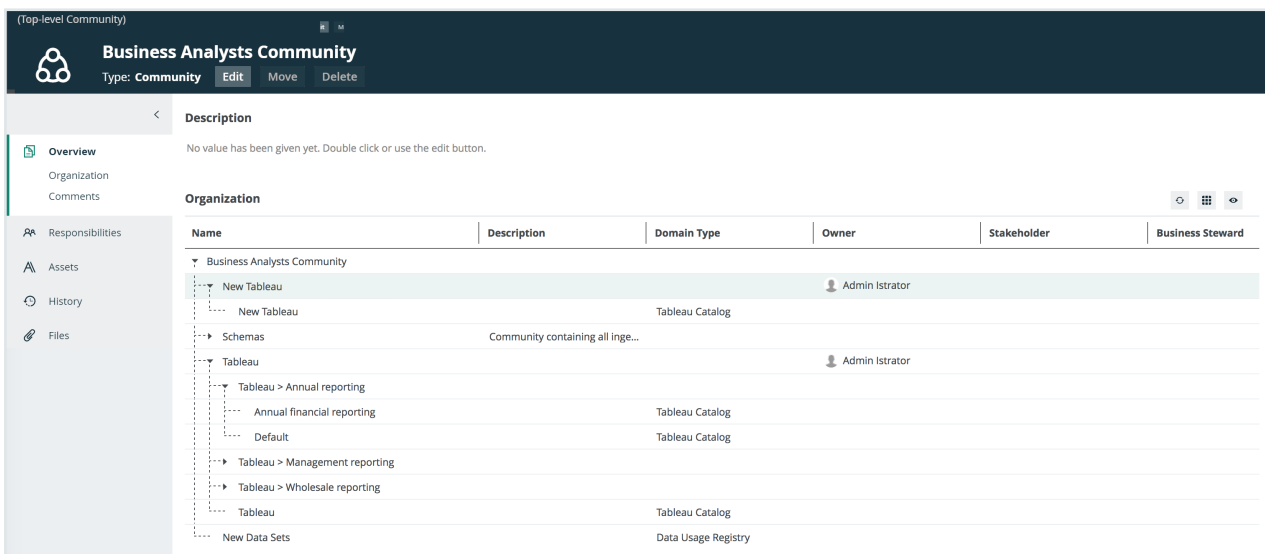 (Top-level Community)
M
Business Analysts Community
Type: Community Edit Move Delete
Description
No value has been given yet. Double click or use the edit button.
Overview
Organization
Comments
Responsibilities
Assets
History
Files
Organization
Name Description Domain Type Owner Stakeholder Business Steward
Business Analysts Community
New Tableau Admin Istrator
New Tableau Tableau Catalog
Schemas Community containing all inge...
Tableau Admin Istrator
Tableau > Annual reporting
Annual financial reporting Tableau Catalog
Default Tableau Catalog
Tableau > Management reporting
Tableau > Wholesale reporting
Tableau Tableau Catalog
New Data Sets Data Usage Registry